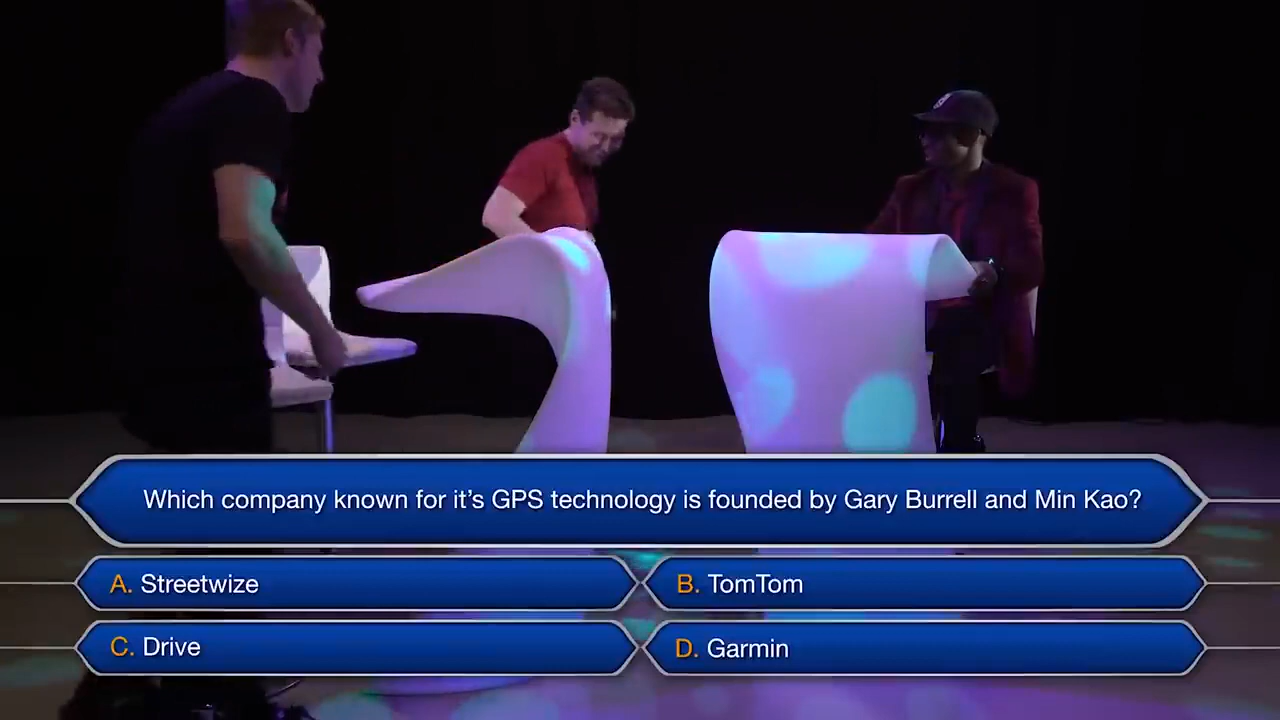 Which company known for it’s GPS technology is founded by Gary Burrell and Min Kao?
A. Streetwize
B. TomTom
C. Drive
D. Garmin